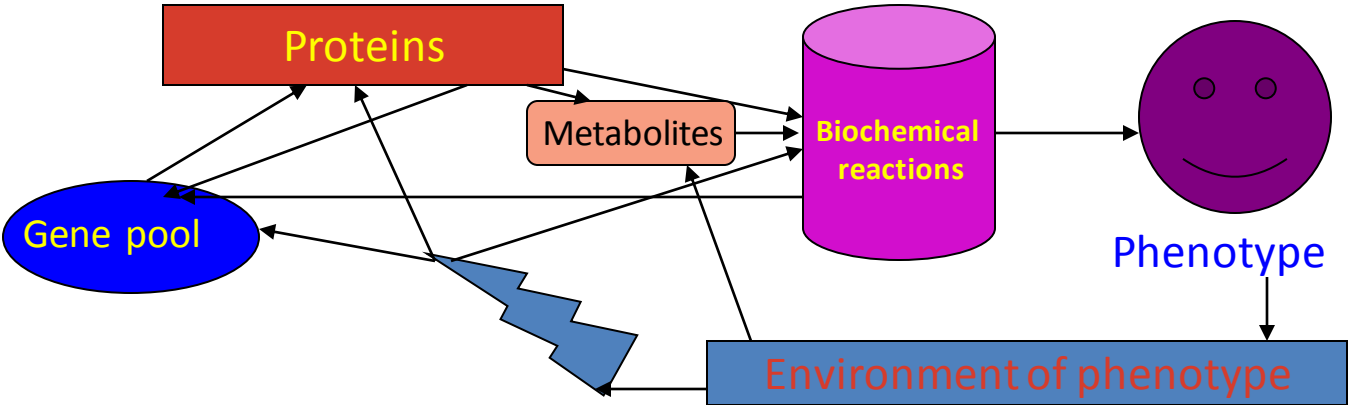 Proteins
Metabolites
Biochemical
reactions
Gene pool
Phenotype
Environment of phenotype